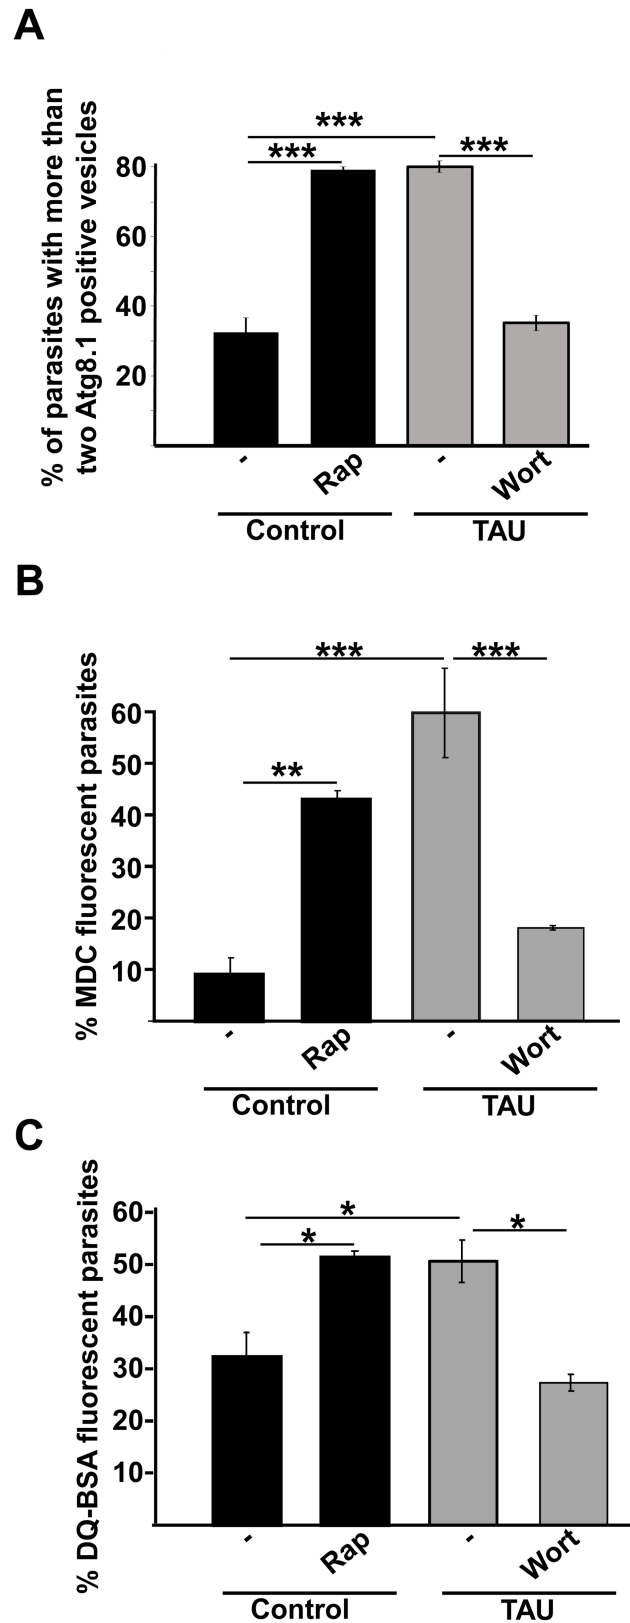 A
% of parasites with more than
two Atg8.1 positive vesicles
***
***
***
80
60
40
20
-
Rap
-
Wort
Control
TAU
B
% MDC fluorescent parasites
***
***
**
60
50
40
30
20
10
-
Rap
-
Wort
Control
TAU
C
% DQ-BSA fluorescent parasites
*
*
*
60
50
40
30
20
10
-
Rap
-
Wort
Control
TAU